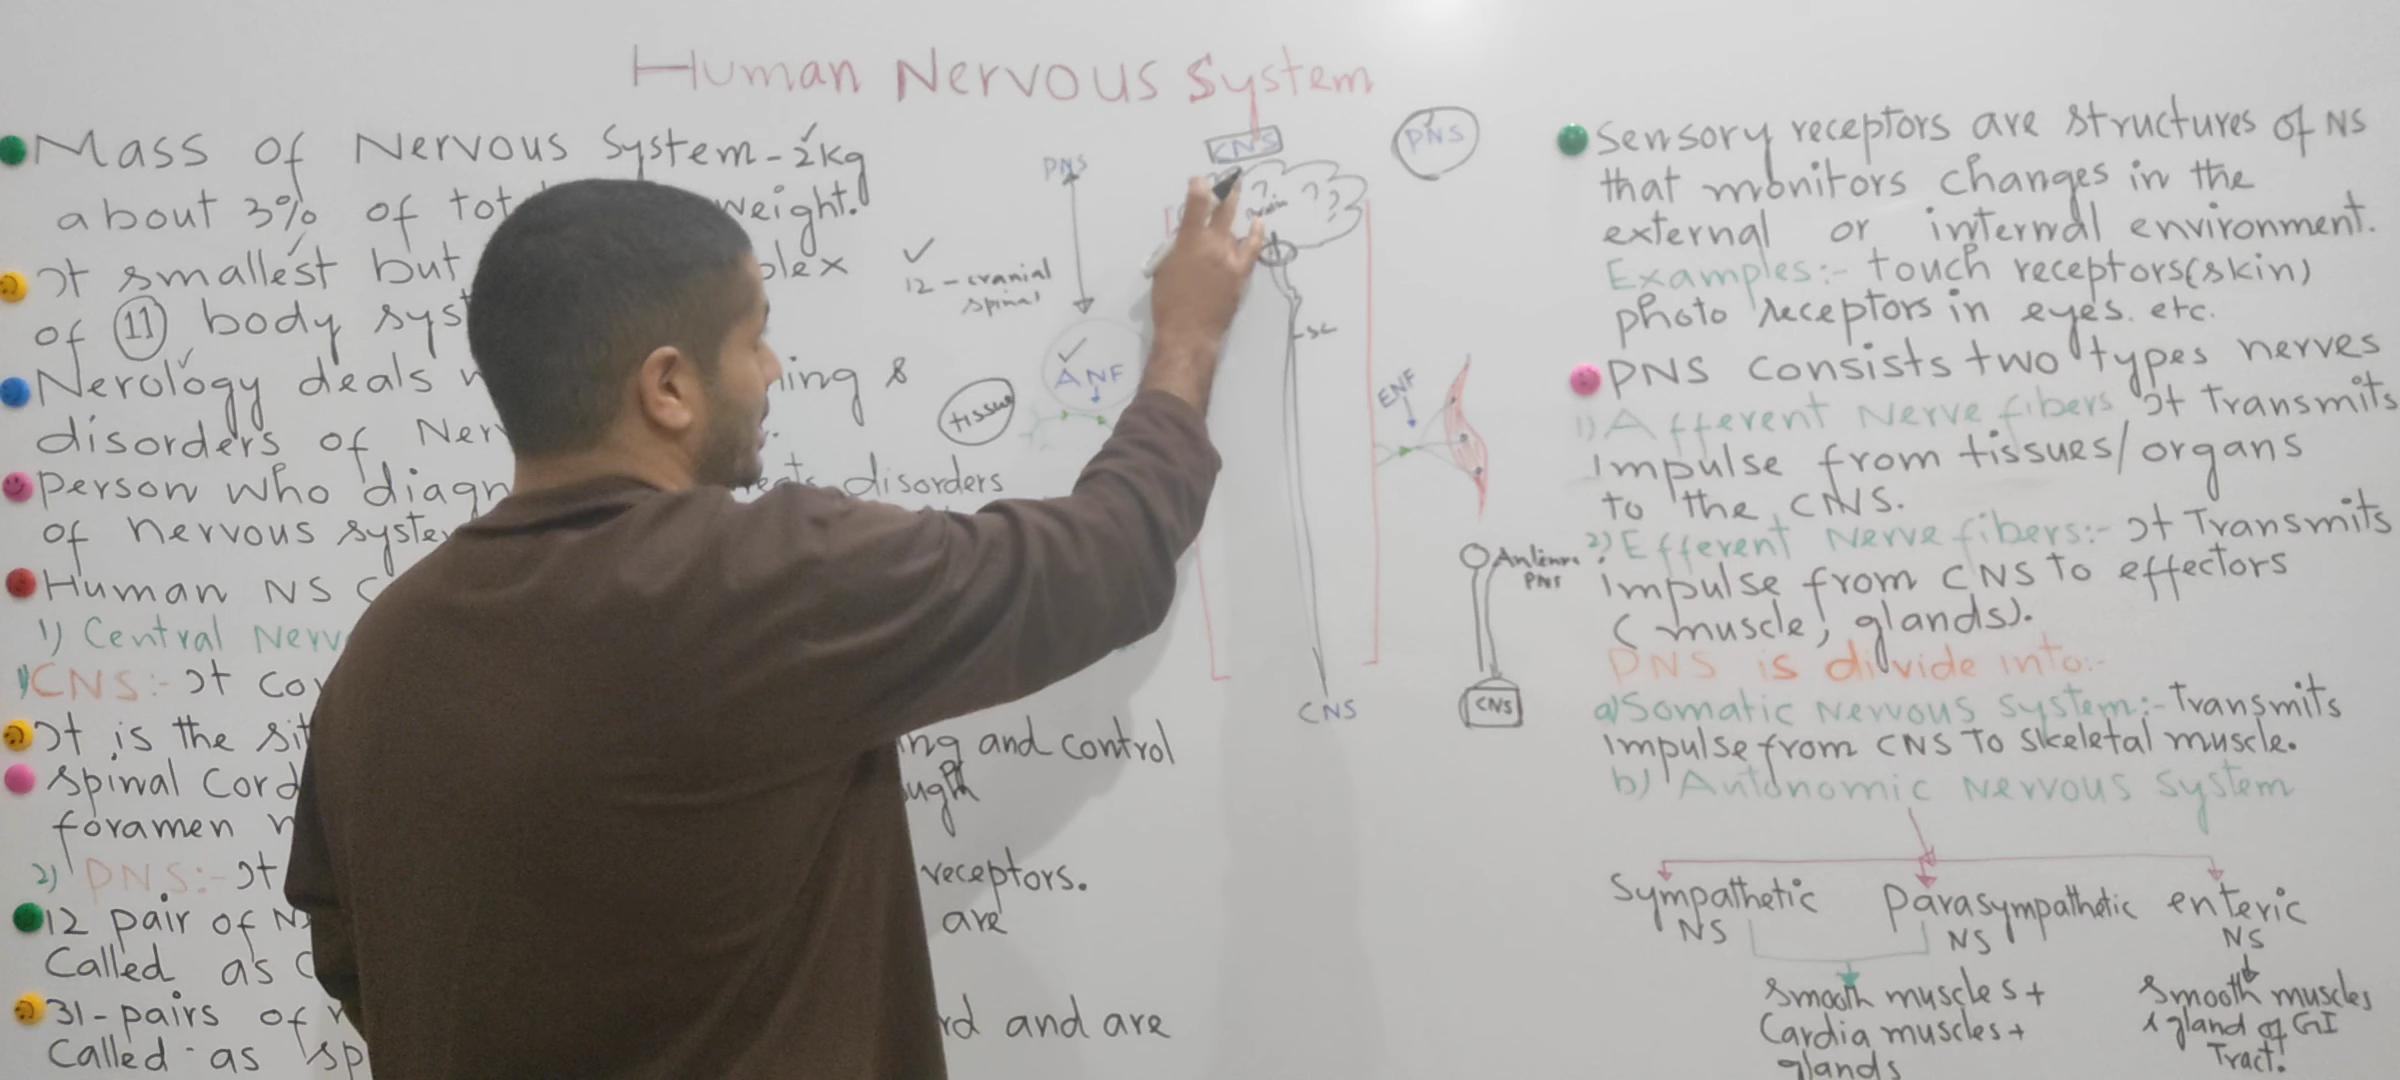 Human Nervous System
Mass of Nervous System - 2kg
about 3% of tot weight.
It smallest but plex
of 11 body syst
Nerology deals ning &
disorders of Ner
Person who diagn disorders
of nervous syste
Human NS C
1) Central Nerv
1) CNS:- It co
It is the sit ng and control
Spinal Cord ugh
foramen
2) PNS:- It receptors.
12 pair of N are
Called as C
31-pairs of rd and are
Called as sp
PNS
CNS
PNS
12 - cranial
spinal
ANF
tissue
Brain
SC
ENF
CNS
PNS
CNS
Sensory receptors are structures of NS
that monitors changes in the
external or internal environment.
Examples:- touch receptors(skin)
photo receptors in eyes. etc.
PNS consists two types nerves
1) Afferent Nerve fibers It Transmits
impulse from tissues/organs
to the CNS.
2) Efferent Nerve fibers:- It Transmits
impulse from CNS to effectors
(muscle, glands).
PNS is divide into:-
a) Somatic Nervous System:- Transmits
impulse from CNS to skeletal muscle.
b) Autonomic Nervous System
Sympathetic
NS
Parasympathetic
NS
enteric
NS
Smooth muscles +
Cardia muscles +
glands
Smooth muscles
& gland of GI
Tract!